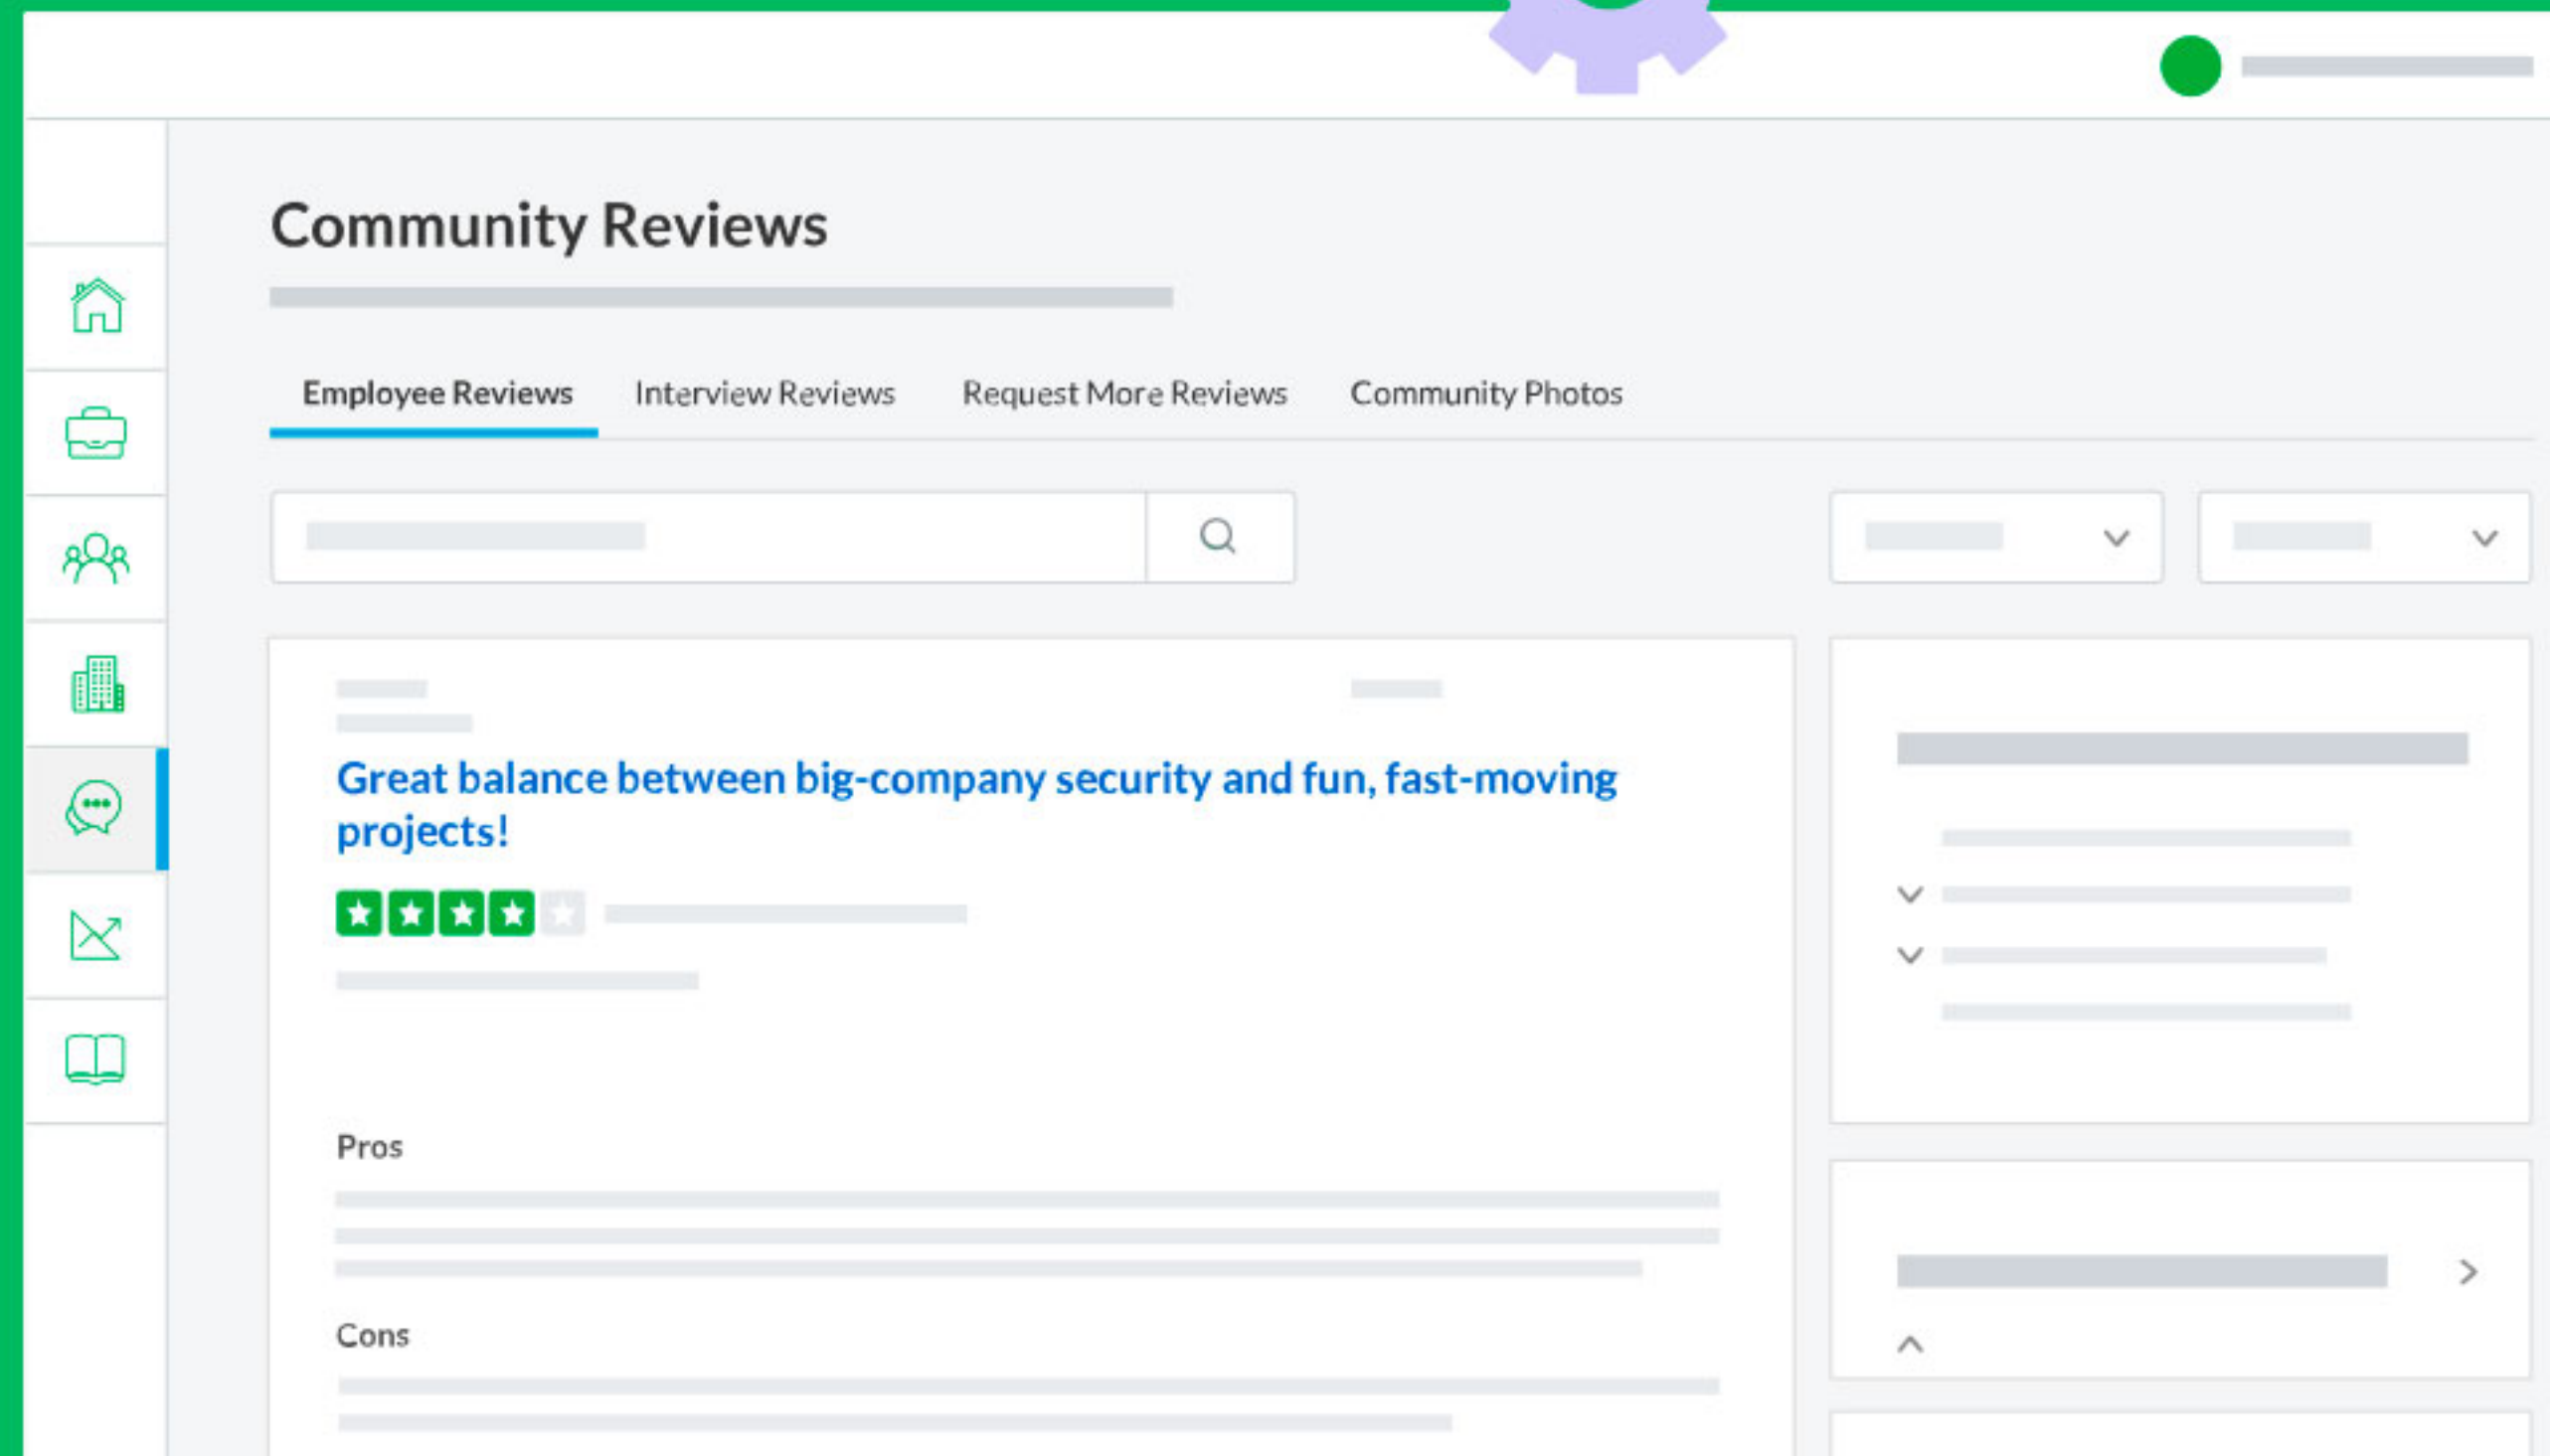 Community Reviews
Employee Reviews Interview Reviews Request More Reviews Community Photos
Great balance between big-company security and fun, fast-moving
projects!
Pros
Cons